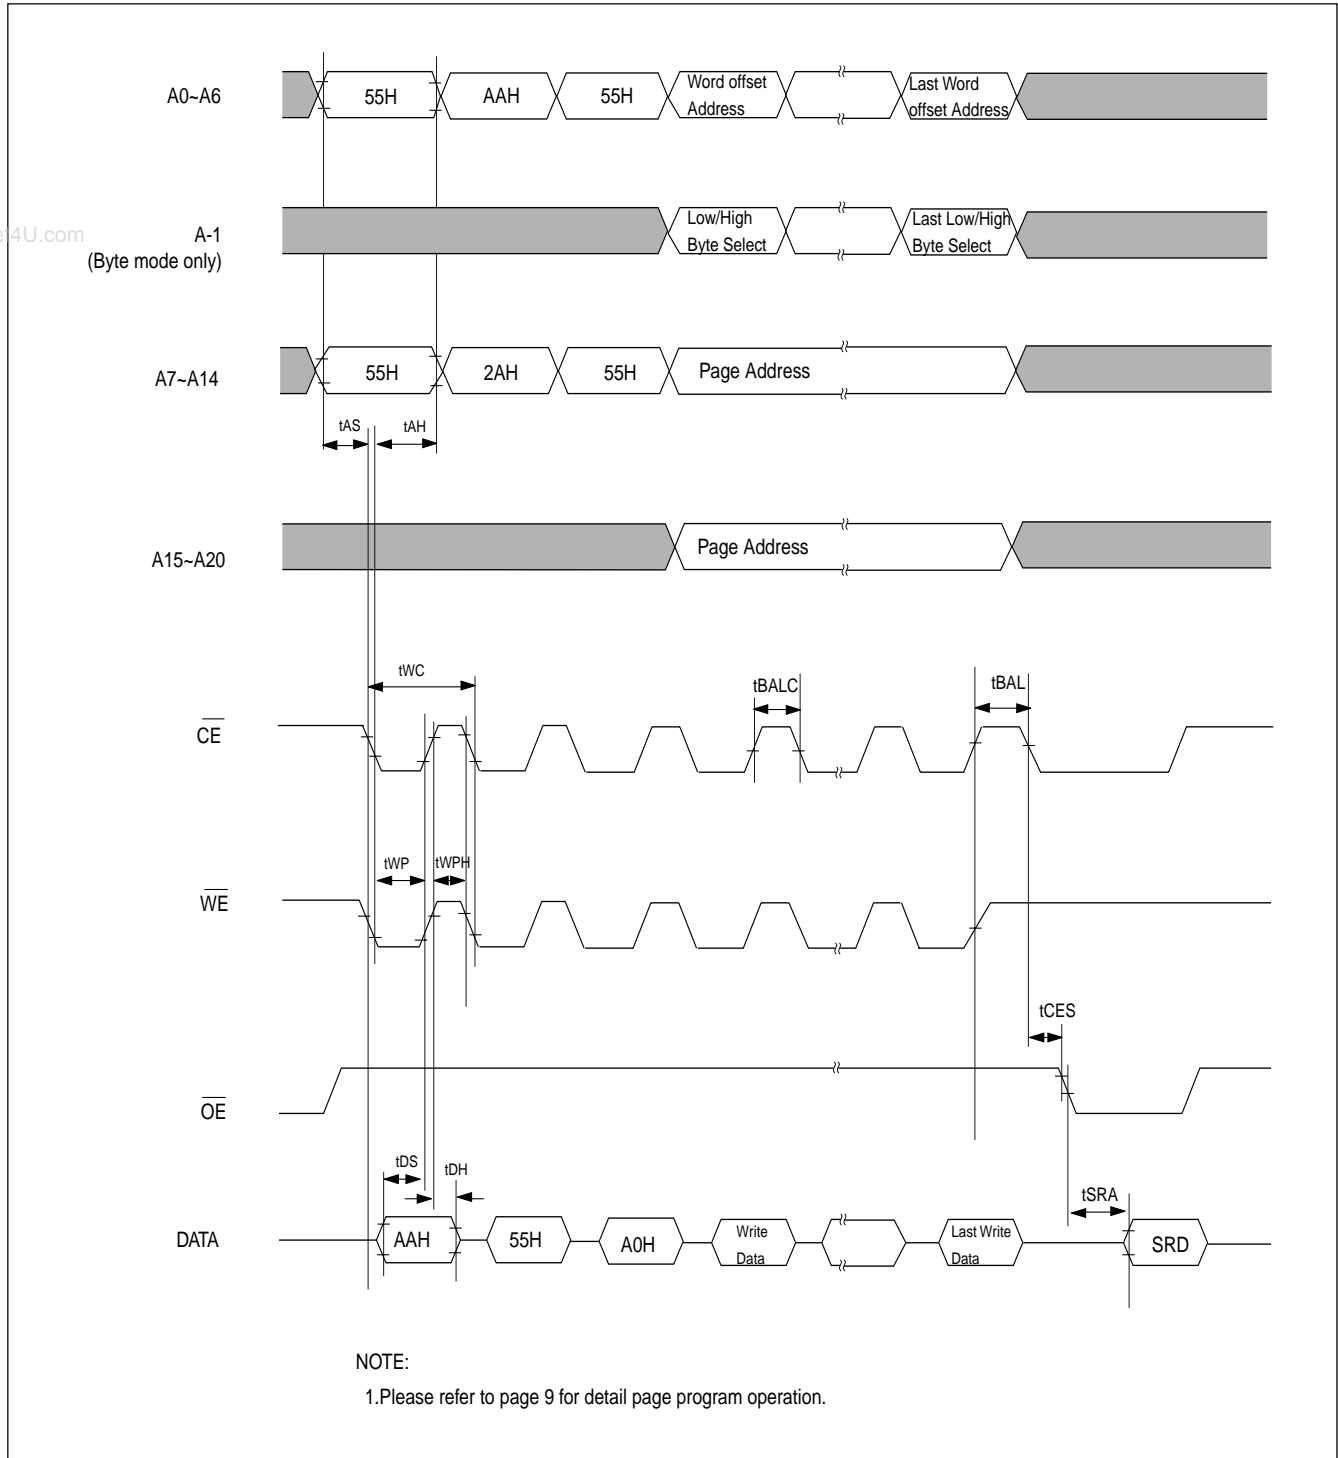 A0~A6
55H
AAH
55H
Word offset
Address
Last Word
offset Address
et4U.com
A-1
(Byte mode only)
Low/High
Byte Select
Last Low/High
Byte Select
A7~A14
55H
2AH
55H
Page Address
tAS
tAH
A15~A20
Page Address
tWC
tBALC
tBAL
CE
tWP
tWPH
WE
tCES
OE
tDS
tDH
tSRA
DATA
AAH
55H
A0H
Write
Data
Last Write
Data
SRD
NOTE:
1.Please refer to page 9 for detail page program operation.